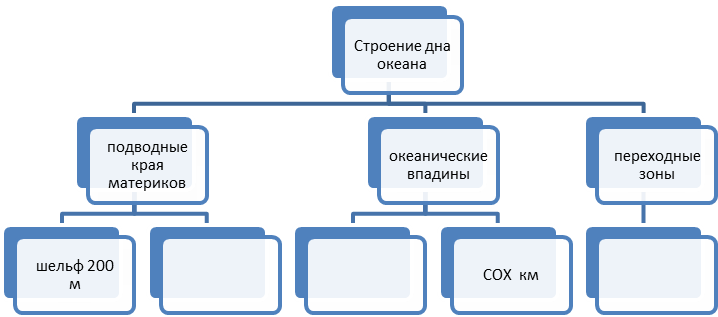 Строение дна
океана
подводные
края
материков
океанические
впадины
переходные
зоны
шельф 200
м
СОХ  км